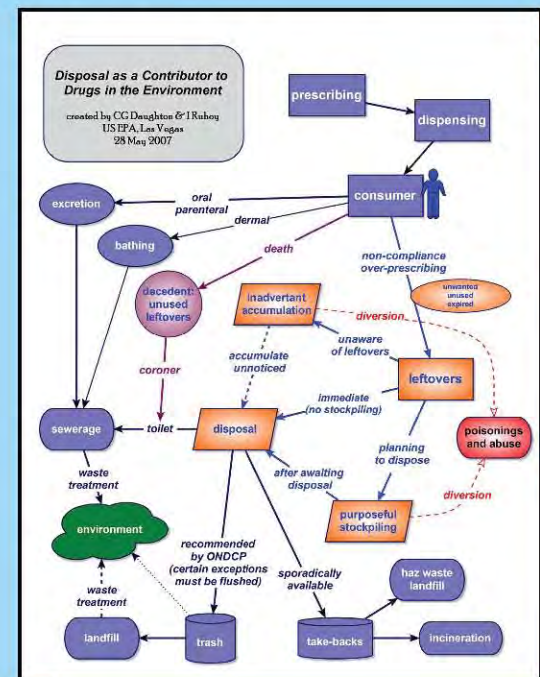 Disposal as a Contributor to
Drugs in the Environment
created by CG Daughton & I Ruhoy
US EPA, Las Vegas
28 May 2007
prescribing
dispensing
consumer
excretion
oral
parenteral
dermal
bathing
death
non-compliance
over-prescribing
decedent:
unused
leftovers
inadvertant
accumulation
unwanted
unused
expired
diversion
unaware
of leftovers
accumulate
unnoticed
leftovers
coroner
immediate
(no stockpiling)
poisonings
and abuse
sewerage
toilet
disposal
planning
to dispose
waste
treatment
after awaiting
disposal
diversion
purposeful
stockpiling
environment
recommended
by ONDCP
(certain exceptions
must be flushed)
sporadically
available
haz waste
landfill
waste
treatment
landfill
trash
take-backs
incineration